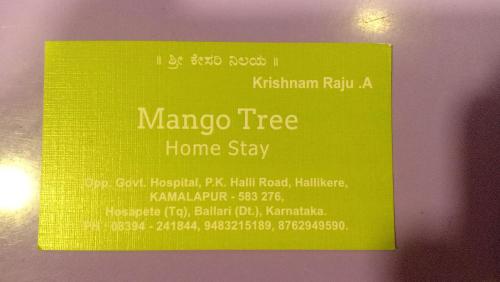 ॥ ಶ್ರೀ ಕೇಸರಿ ನಿಲಯ ॥
Krishnam Raju .A
Mango Tree
Home Stay
Opp. Govt. Hospital, P.K. Halli Road, Hallikere,
KAMALAPUR - 583 276,
Hosapete (Tq), Ballari (Dt.), Karnataka.
PH : 08394 - 241844, 9483215189, 8762949590.